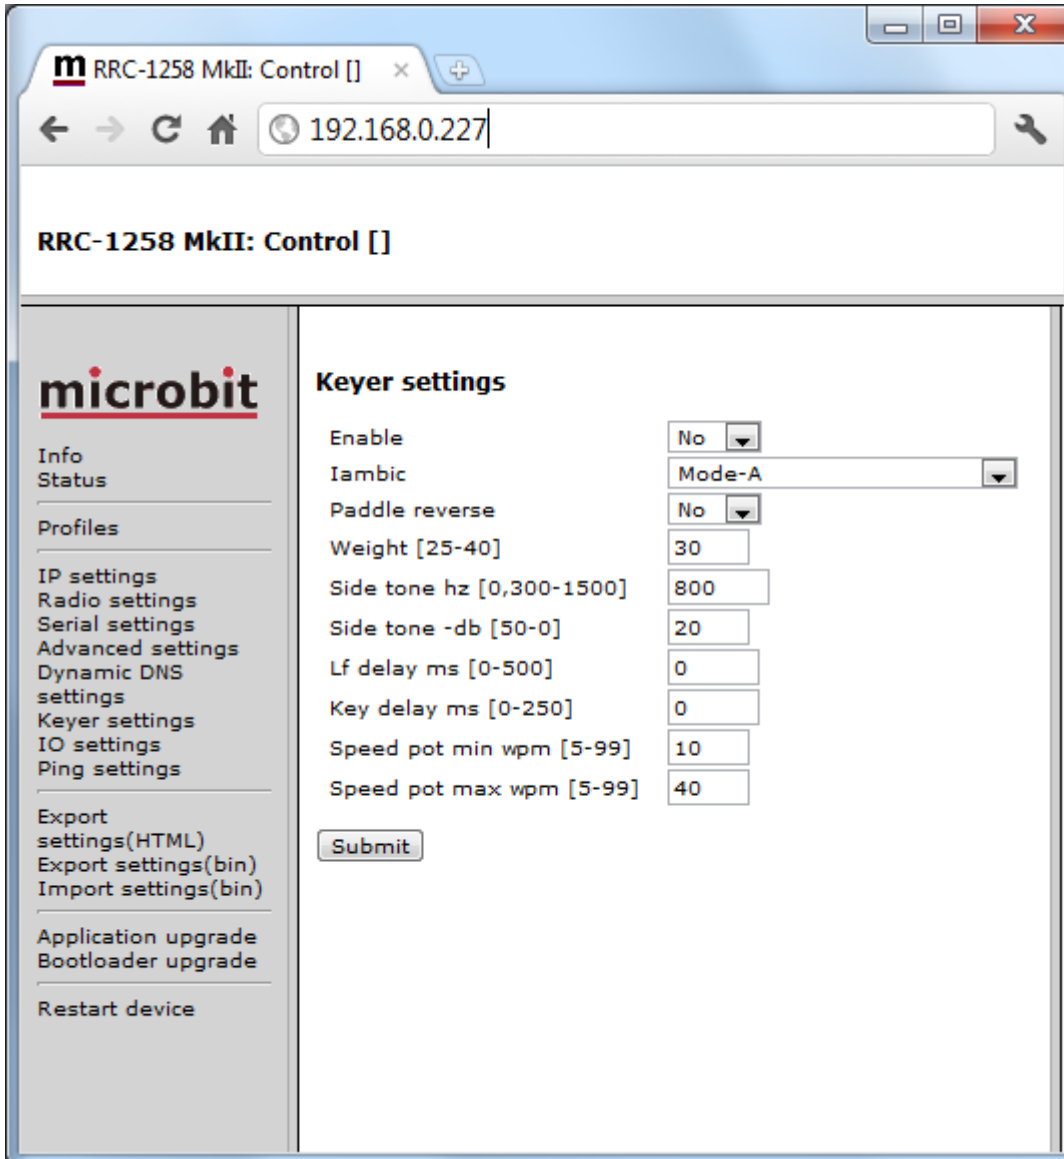 m RRC-1258 MkII: Control []
192.168.0.227
RRC-1258 MkII: Control []
microbit
Info
Status
Profiles
IP settings
Radio settings
Serial settings
Advanced settings
Dynamic DNS
settings
Keyer settings
IO settings
Ping settings
Export
settings(HTML)
Export settings(bin)
Import settings(bin)
Application upgrade
Bootloader upgrade
Restart device
Keyer settings
Enable No
Iambic Mode-A
Paddle reverse No
Weight [25-40] 30
Side tone hz [0,300-1500] 800
Side tone -db [50-0] 20
Lf delay ms [0-500] 0
Key delay ms [0-250] 0
Speed pot min wpm [5-99] 10
Speed pot max wpm [5-99] 40
Submit